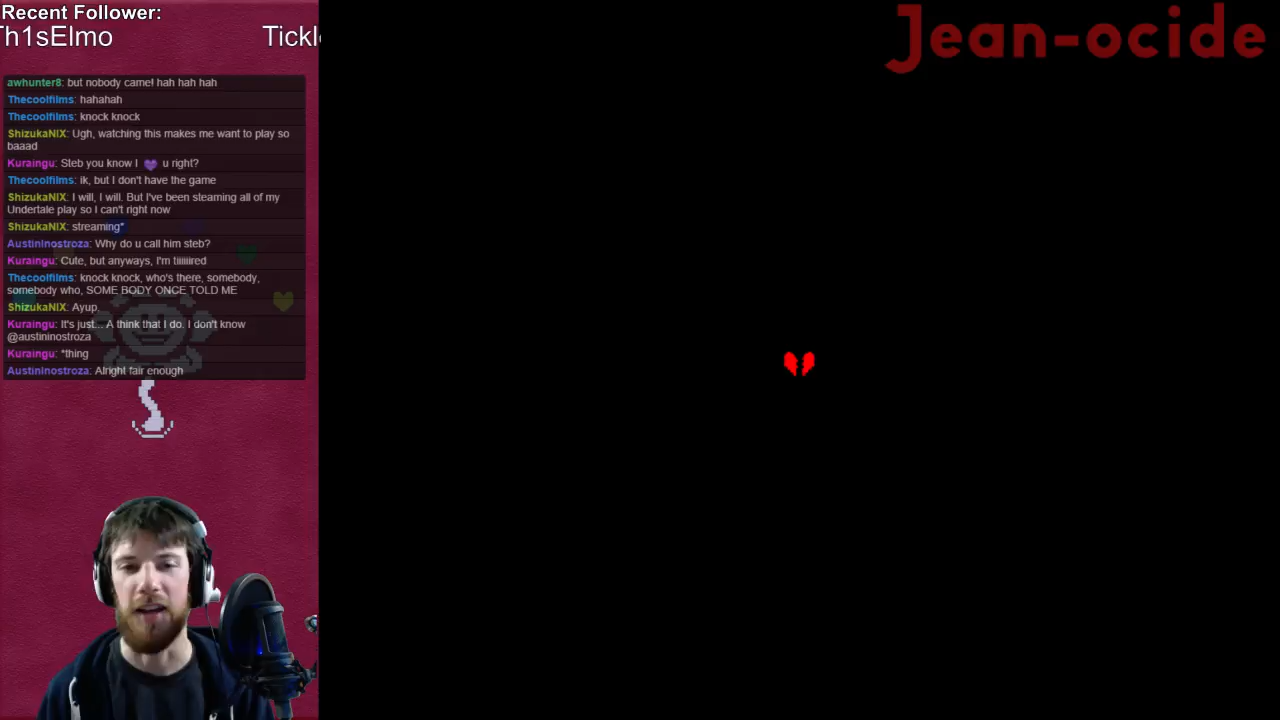 Recent Follower:
Th1sElmo Tickl
Jean-ocide
awhunter8: but nobody came! hah hah hah
Thecoolfilms: hahahah
Thecoolfilms: knock knock
ShizukaNIX: Ugh, watching this makes me want to play so
baaad
Kuraingu: Steb you know I 💜 u right?
Thecoolfilms: ik, but I don't have the game
ShizukaNIX: I will, I will. But I've been steaming all of my
Undertale play so I can't right now
ShizukaNIX: streaming*
Austininostroza: Why do u call him steb?
Kuraingu: Cute, but anyways, I'm tiiiiiired
Thecoolfilms: knock knock, who's there, somebody,
somebody who, SOME BODY ONCE TOLD ME
ShizukaNIX: Ayup.
Kuraingu: It's just... A think that I do. I don't know
@austininostroza
Kuraingu: *thing
Austininostroza: Alright fair enough